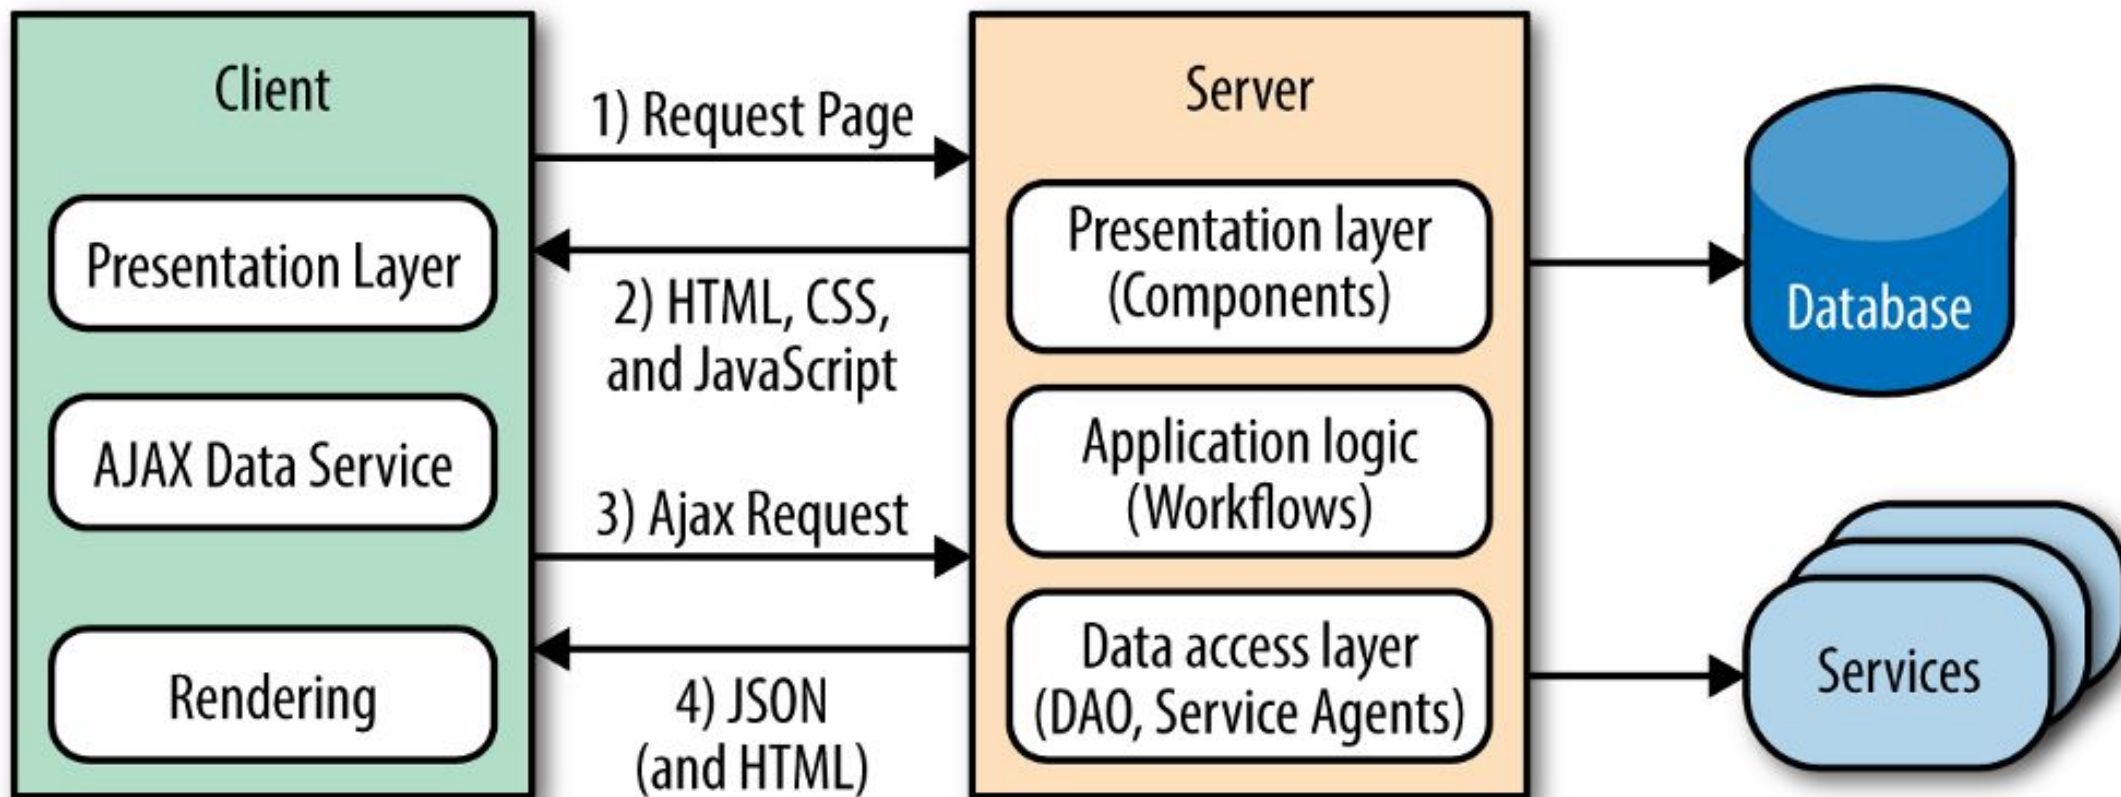 Client
Presentation Layer
AJAX Data Service
Rendering
1) Request Page
2) HTML, CSS,
and JavaScript
3) Ajax Request
4) JSON
(and HTML)
Server
Presentation layer
(Components)
Application logic
(Workflows)
Data access layer
(DAO, Service Agents)
Database
Services